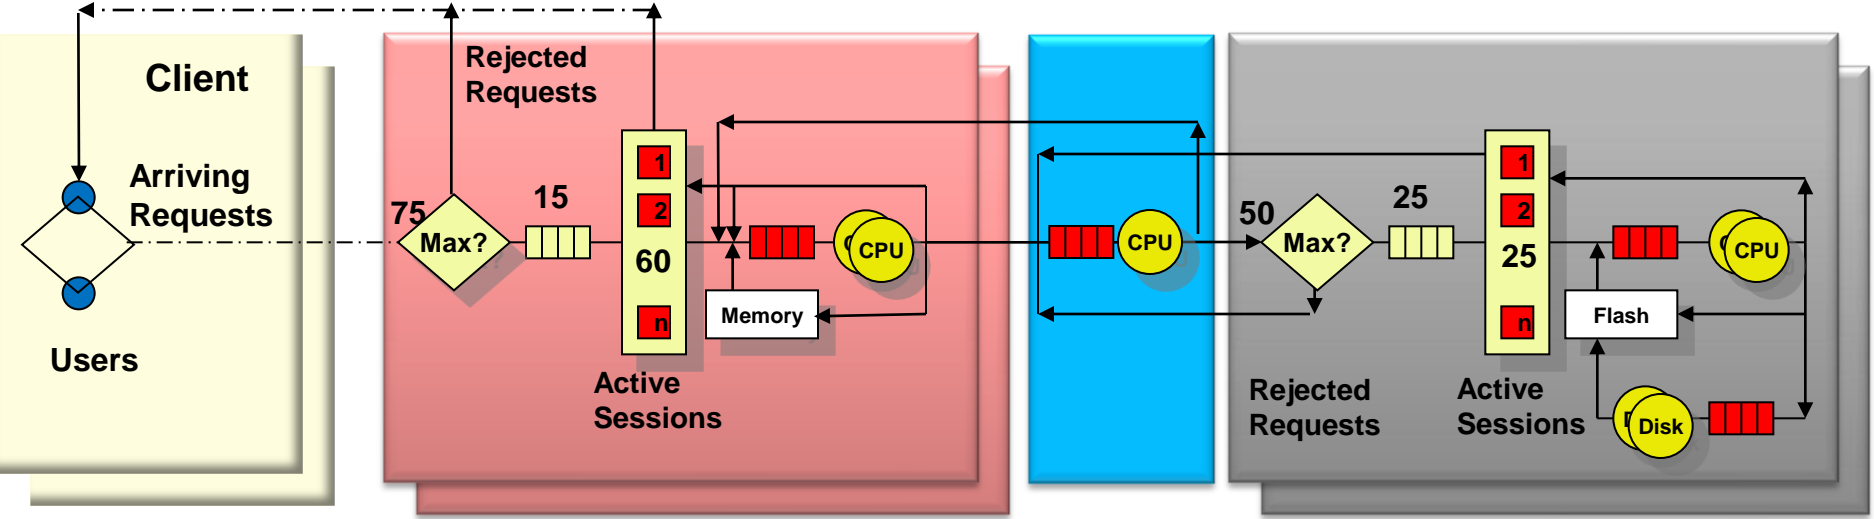 Client
Users
Arriving
Requests
Rejected
Requests
75
Max?
15
1
2
60
n
Active
Sessions
Memory
CPU
CPU
50
Max?
25
1
2
25
n
Rejected
Requests
Active
Sessions
Flash
CPU
Disk